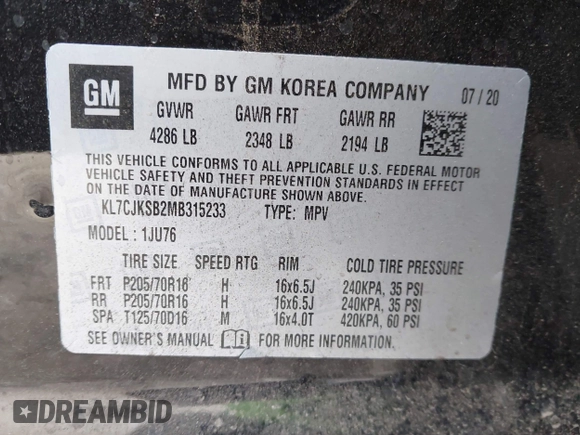 GM
MFD BY GM KOREA COMPANY 07/20
GVWR GAWR FRT GAWR RR
4286 LB 2348 LB 2194 LB
THIS VEHICLE CONFORMS TO ALL APPLICABLE U.S. FEDERAL MOTOR
VEHICLE SAFETY AND THEFT PREVENTION STANDARDS IN EFFECT
ON THE DATE OF MANUFACTURE SHOWN ABOVE.
KL7CJKSB2MB315233 TYPE: MPV
MODEL: 1JU76
TIRE SIZE SPEED RTG RIM COLD TIRE PRESSURE
FRT P205/70R16 H 16x6.5J 240KPA, 35 PSI
RR P205/70R16 H 16x6.5J 240KPA, 35 PSI
SPA T125/70D16 M 16x4.0T 420KPA, 60 PSI
SEE OWNER'S MANUAL FOR MORE INFORMATION.
DREAMBID